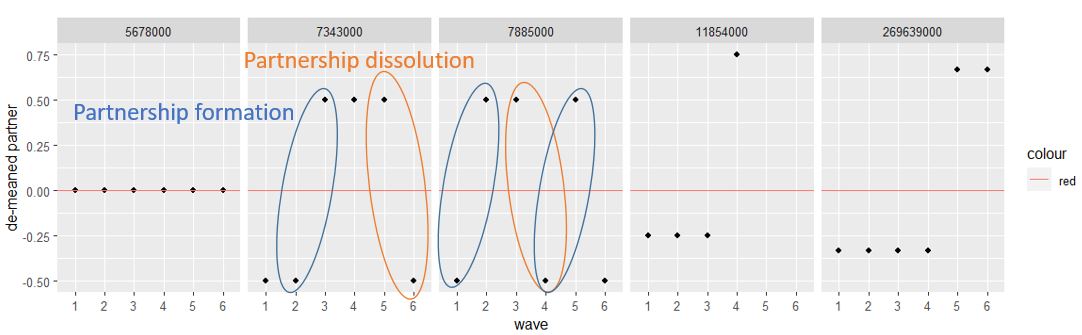 5678000 7343000 7885000 11854000 269639000
Partnership dissolution
Partnership formation
0.75
0.50
0.25
0.00
-0.25
-0.50
de-meaned partner
1 2 3 4 5 6 1 2 3 4 5 6 1 2 3 4 5 6 1 2 3 4 5 6 1 2 3 4 5 6
wave
colour
red